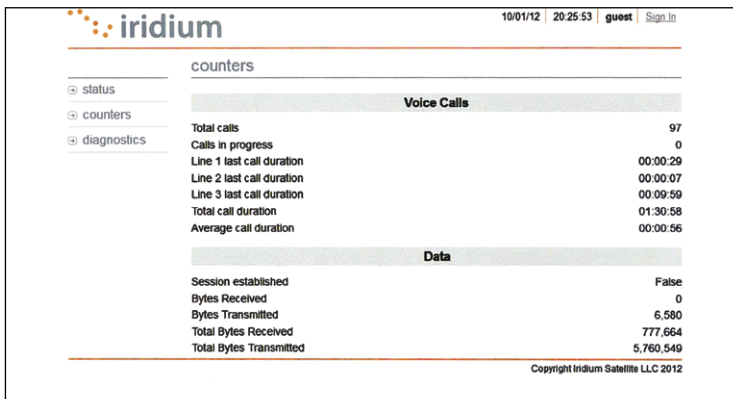 iridium
10/01/12 20:25:53 guest Sign In
counters
status
counters
diagnostics
Voice Calls
Total calls 97
Calls in progress 0
Line 1 last call duration 00:00:29
Line 2 last call duration 00:00:07
Line 3 last call duration 00:09:59
Total call duration 01:30:58
Average call duration 00:00:56
Data
Session established False
Bytes Received 0
Bytes Transmitted 6,580
Total Bytes Received 777,664
Total Bytes Transmitted 5,760,549
Copyright Iridium Satellite LLC 2012